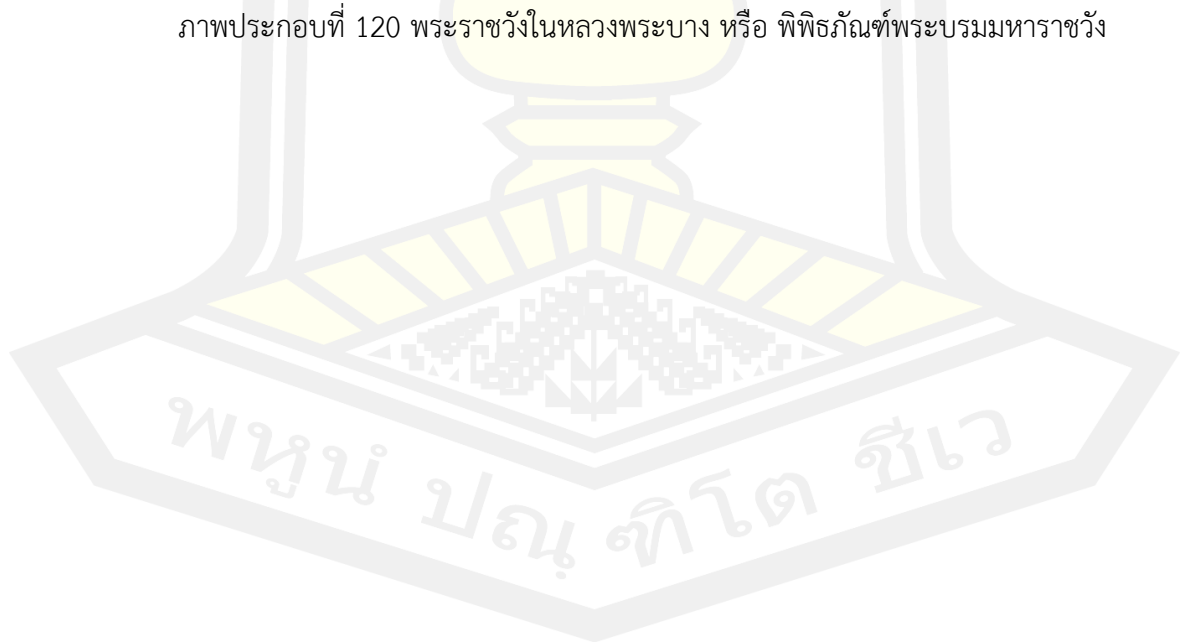 ภาพประกอบที่ 120 พระราชวังในหลวงพระบาง หรือ พิพิธภัณฑ์พระบรมมหาราชวัง
พหูนํ ปณฺฑิโต ชีเว